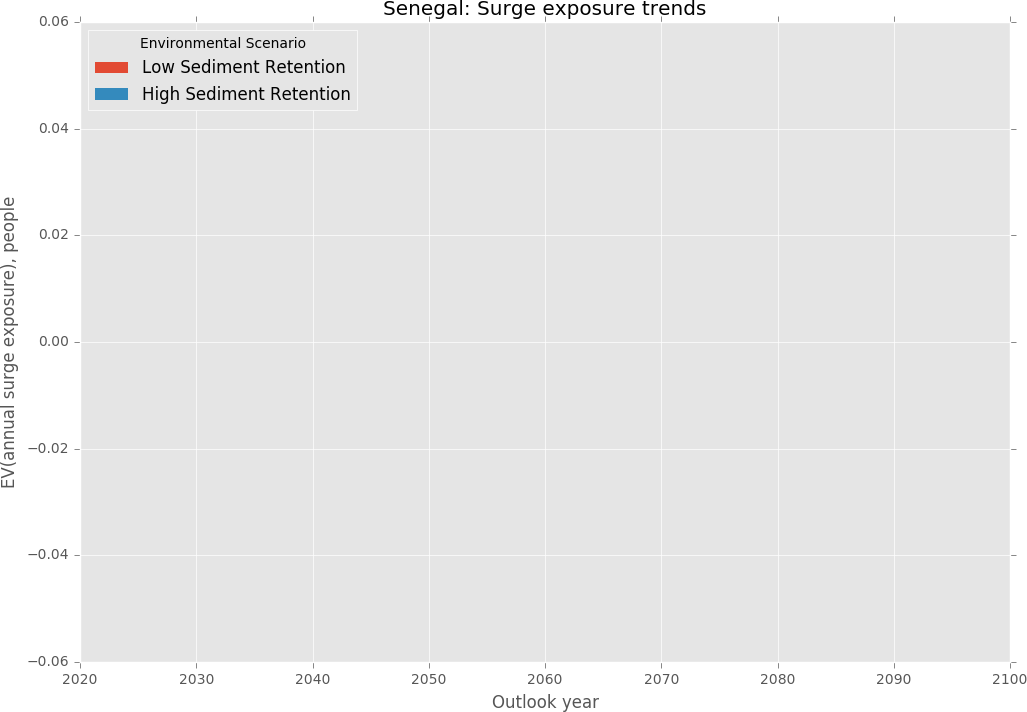 Senegal: Surge exposure trends
Environmental Scenario
Low Sediment Retention
High Sediment Retention
EV(annual surge exposure), people
0.06
0.04
0.02
0.00
−0.02
−0.04
−0.06
2020 2030 2040 2050 2060 2070 2080 2090 2100
Outlook year